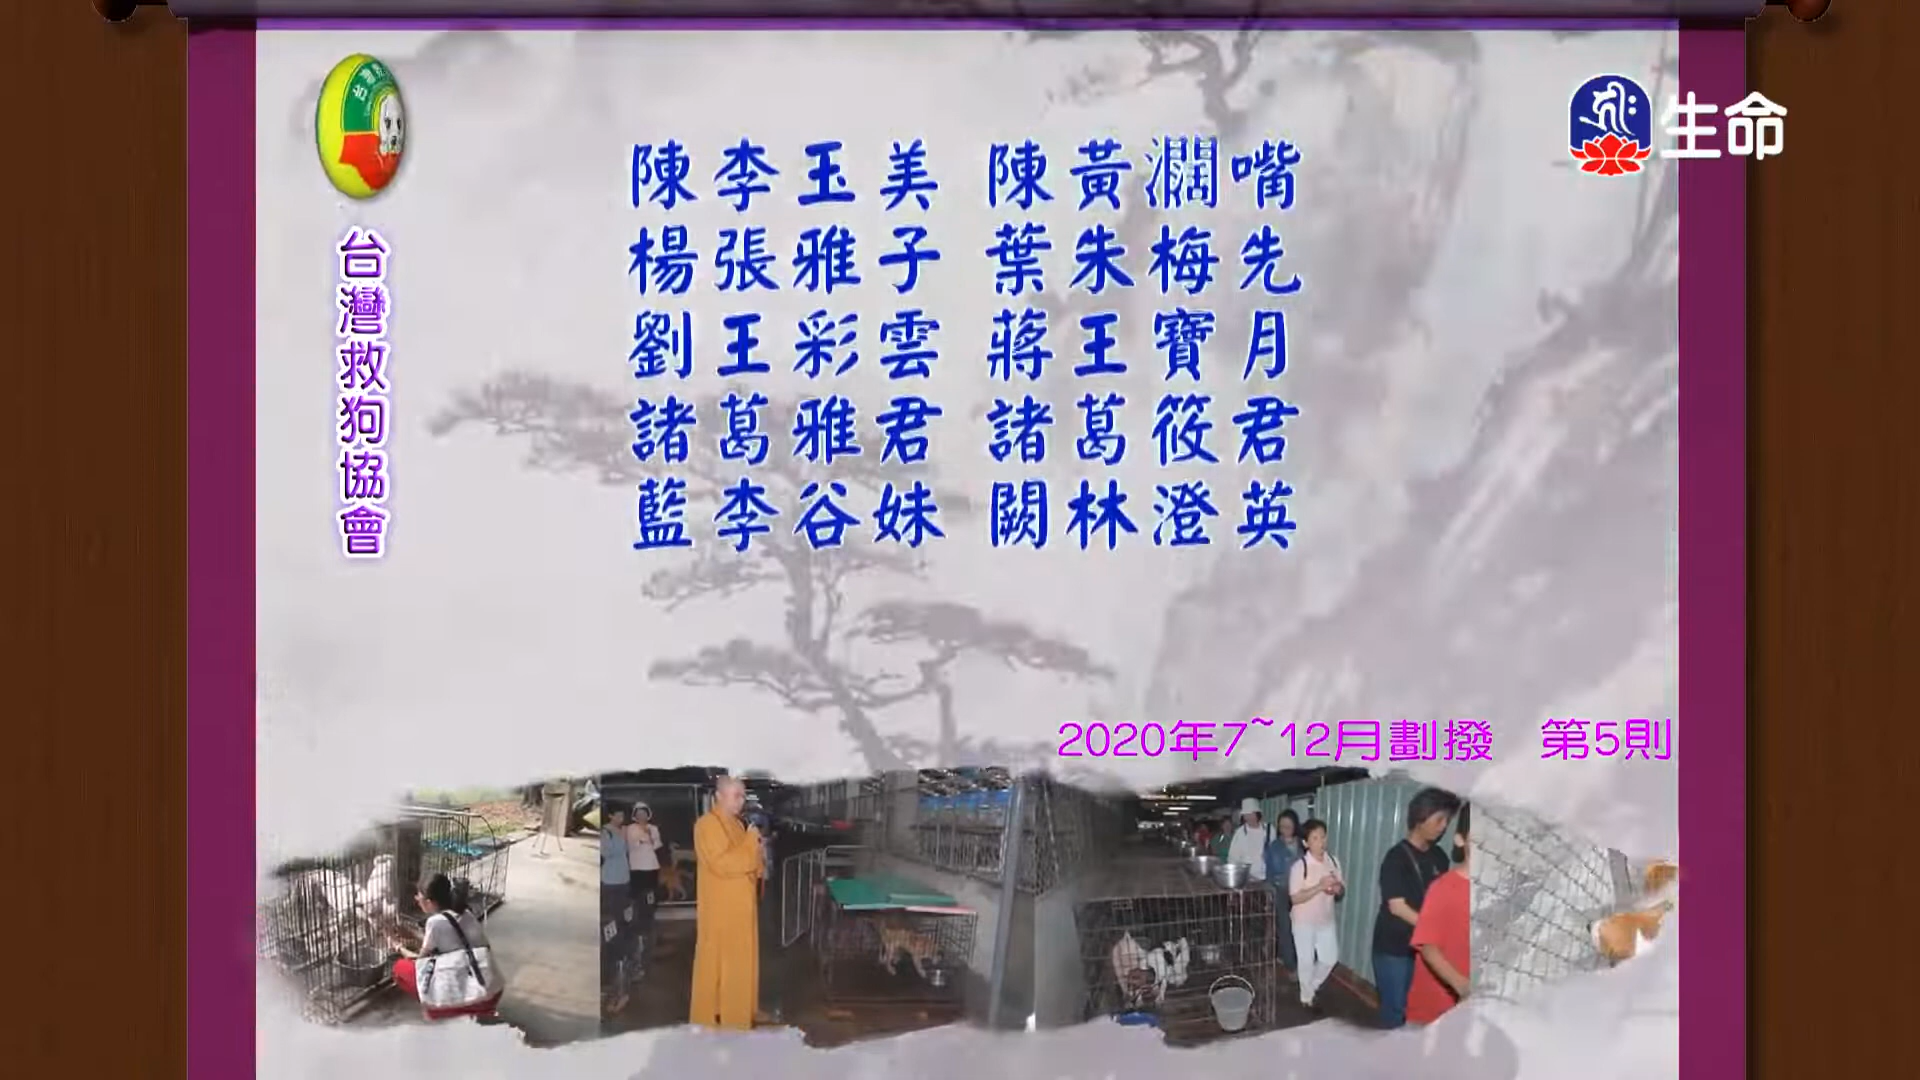 生命
台灣救狗協會
陳李玉美 陳黃瀾嘴
楊張雅子 葉朱梅先
劉王彩雲 蔣王寶月
諸葛雅君 諸葛筱君
藍李谷妹 闕林澄英
2020年7~12月劃撥 第5則